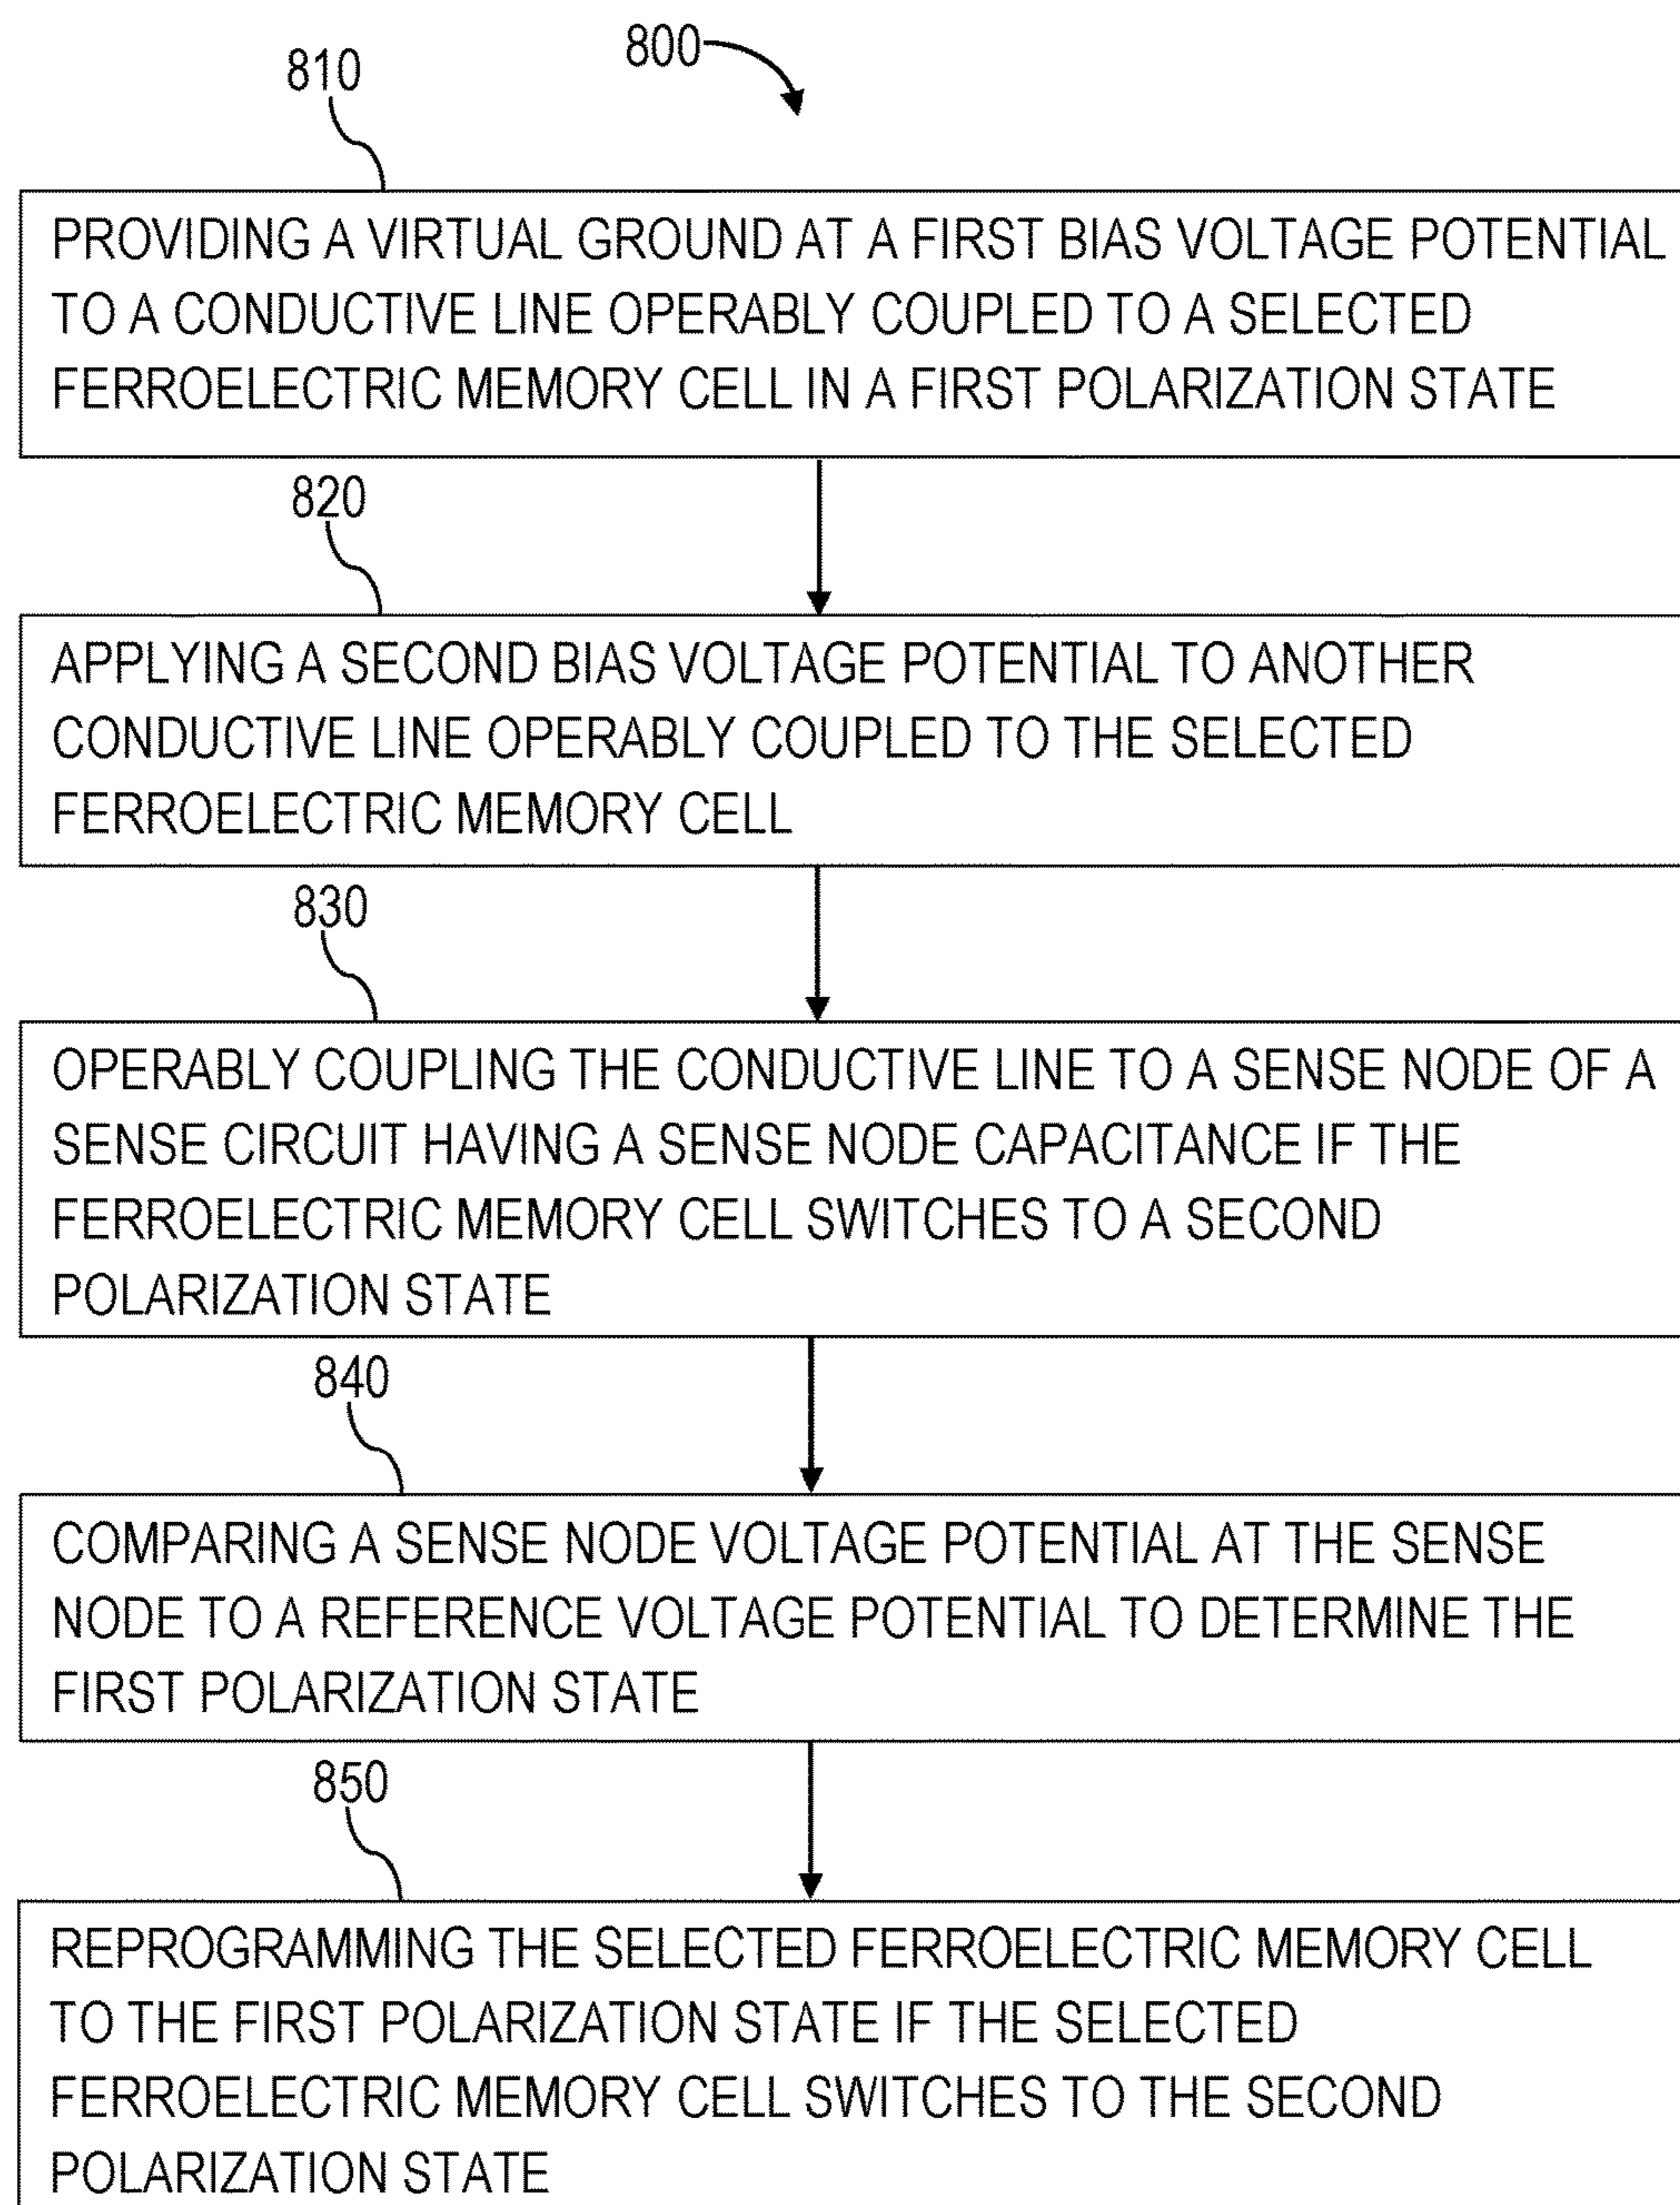 800
810
PROVIDING A VIRTUAL GROUND AT A FIRST BIAS VOLTAGE POTENTIAL
TO A CONDUCTIVE LINE OPERABLY COUPLED TO A SELECTED
FERROELECTRIC MEMORY CELL IN A FIRST POLARIZATION STATE
820
APPLYING A SECOND BIAS VOLTAGE POTENTIAL TO ANOTHER
CONDUCTIVE LINE OPERABLY COUPLED TO THE SELECTED
FERROELECTRIC MEMORY CELL
830
OPERABLY COUPLING THE CONDUCTIVE LINE TO A SENSE NODE OF A
SENSE CIRCUIT HAVING A SENSE NODE CAPACITANCE IF THE
FERROELECTRIC MEMORY CELL SWITCHES TO A SECOND
POLARIZATION STATE
840
COMPARING A SENSE NODE VOLTAGE POTENTIAL AT THE SENSE
NODE TO A REFERENCE VOLTAGE POTENTIAL TO DETERMINE THE
FIRST POLARIZATION STATE
850
REPROGRAMMING THE SELECTED FERROELECTRIC MEMORY CELL
TO THE FIRST POLARIZATION STATE IF THE SELECTED
FERROELECTRIC MEMORY CELL SWITCHES TO THE SECOND
POLARIZATION STATE